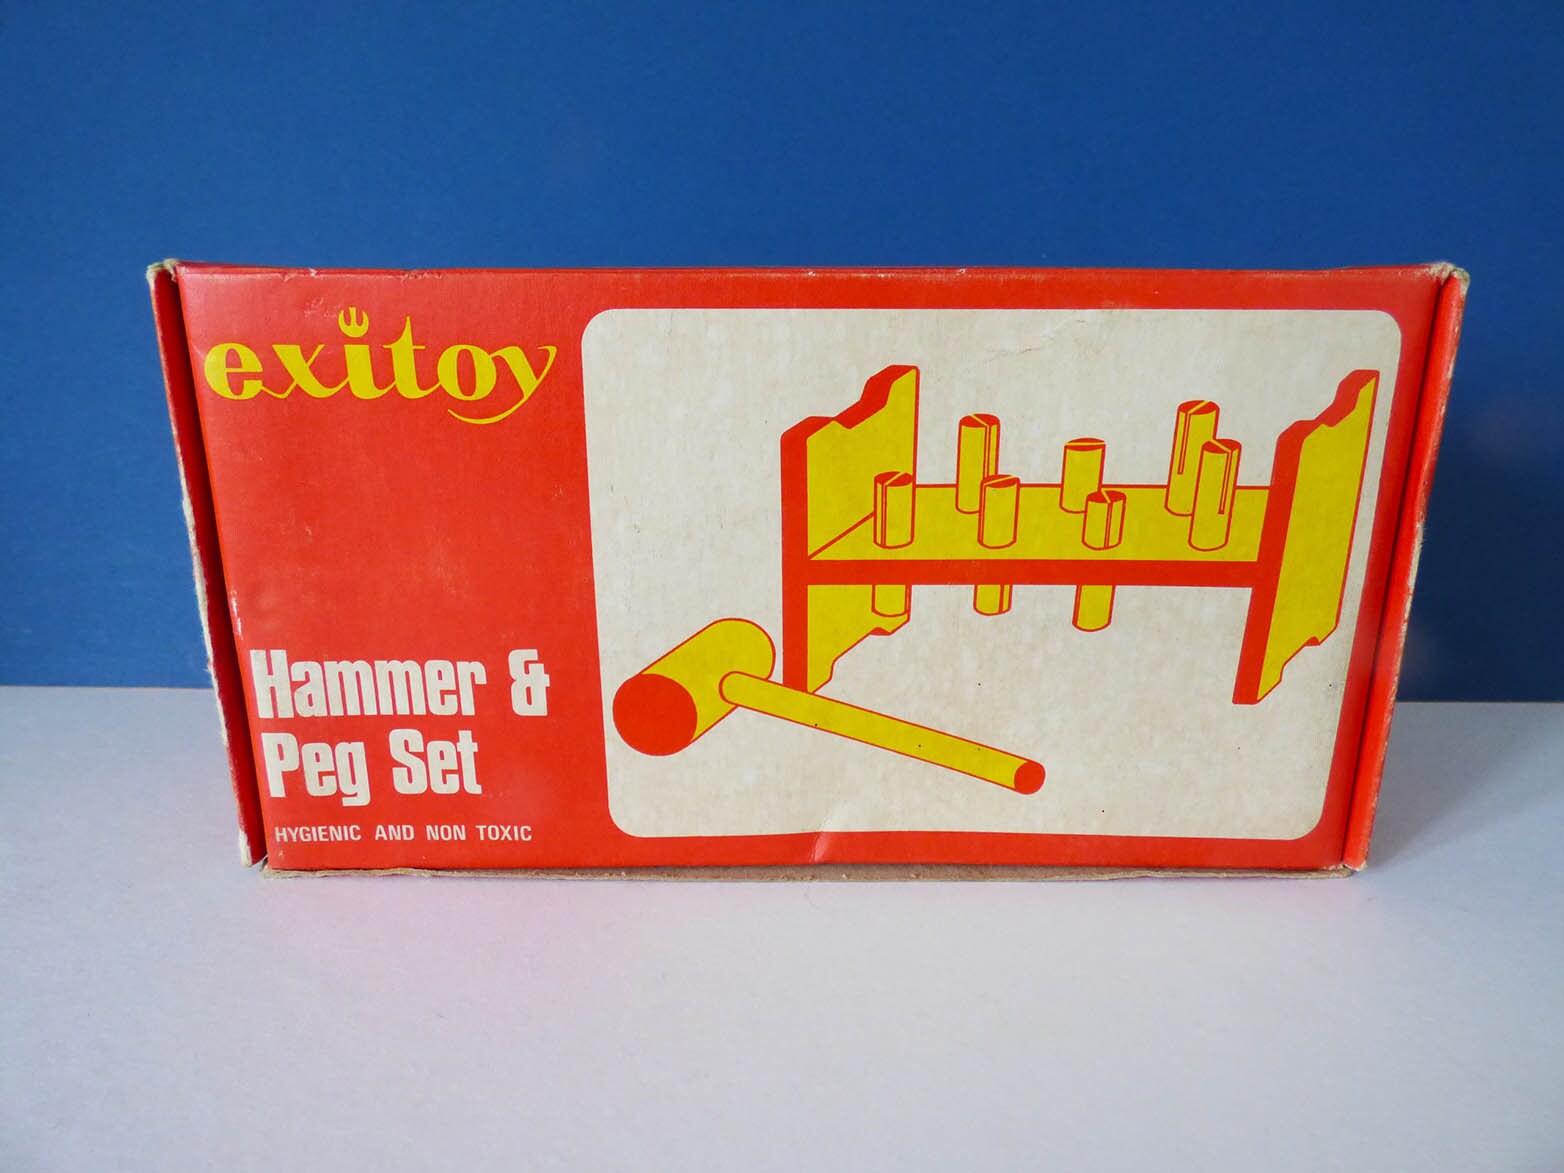 exitoy
Hammer &
Peg Set
HYGIENIC AND NON TOXIC